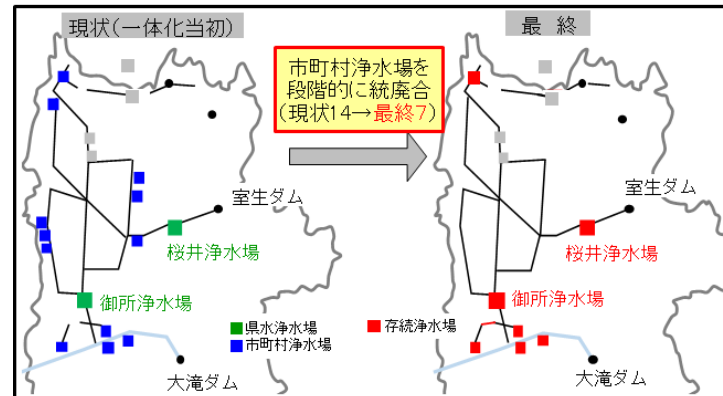 現状(一体化当初)
市町村浄水場を
段階的に統廃合
(現状14→最終7)
最 終
室生ダム
桜井浄水場
御所浄水場
県水浄水場
市町村浄水場
大滝ダム
室生ダム
桜井浄水場
御所浄水場
存続浄水場
大滝ダム